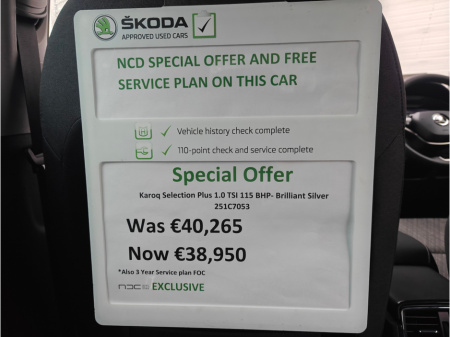 ŠKODA
APPROVED USED CARS
NCD SPECIAL OFFER AND FREE
SERVICE PLAN ON THIS CAR
Vehicle history check complete
110-point check and service complete
Special Offer
Karoq Selection Plus 1.0 TSI 115 BHP- Brilliant Silver
251C7053
Was €40,265
Now €38,950
*Also 3 Year Service plan FOC
EXCLUSIVE